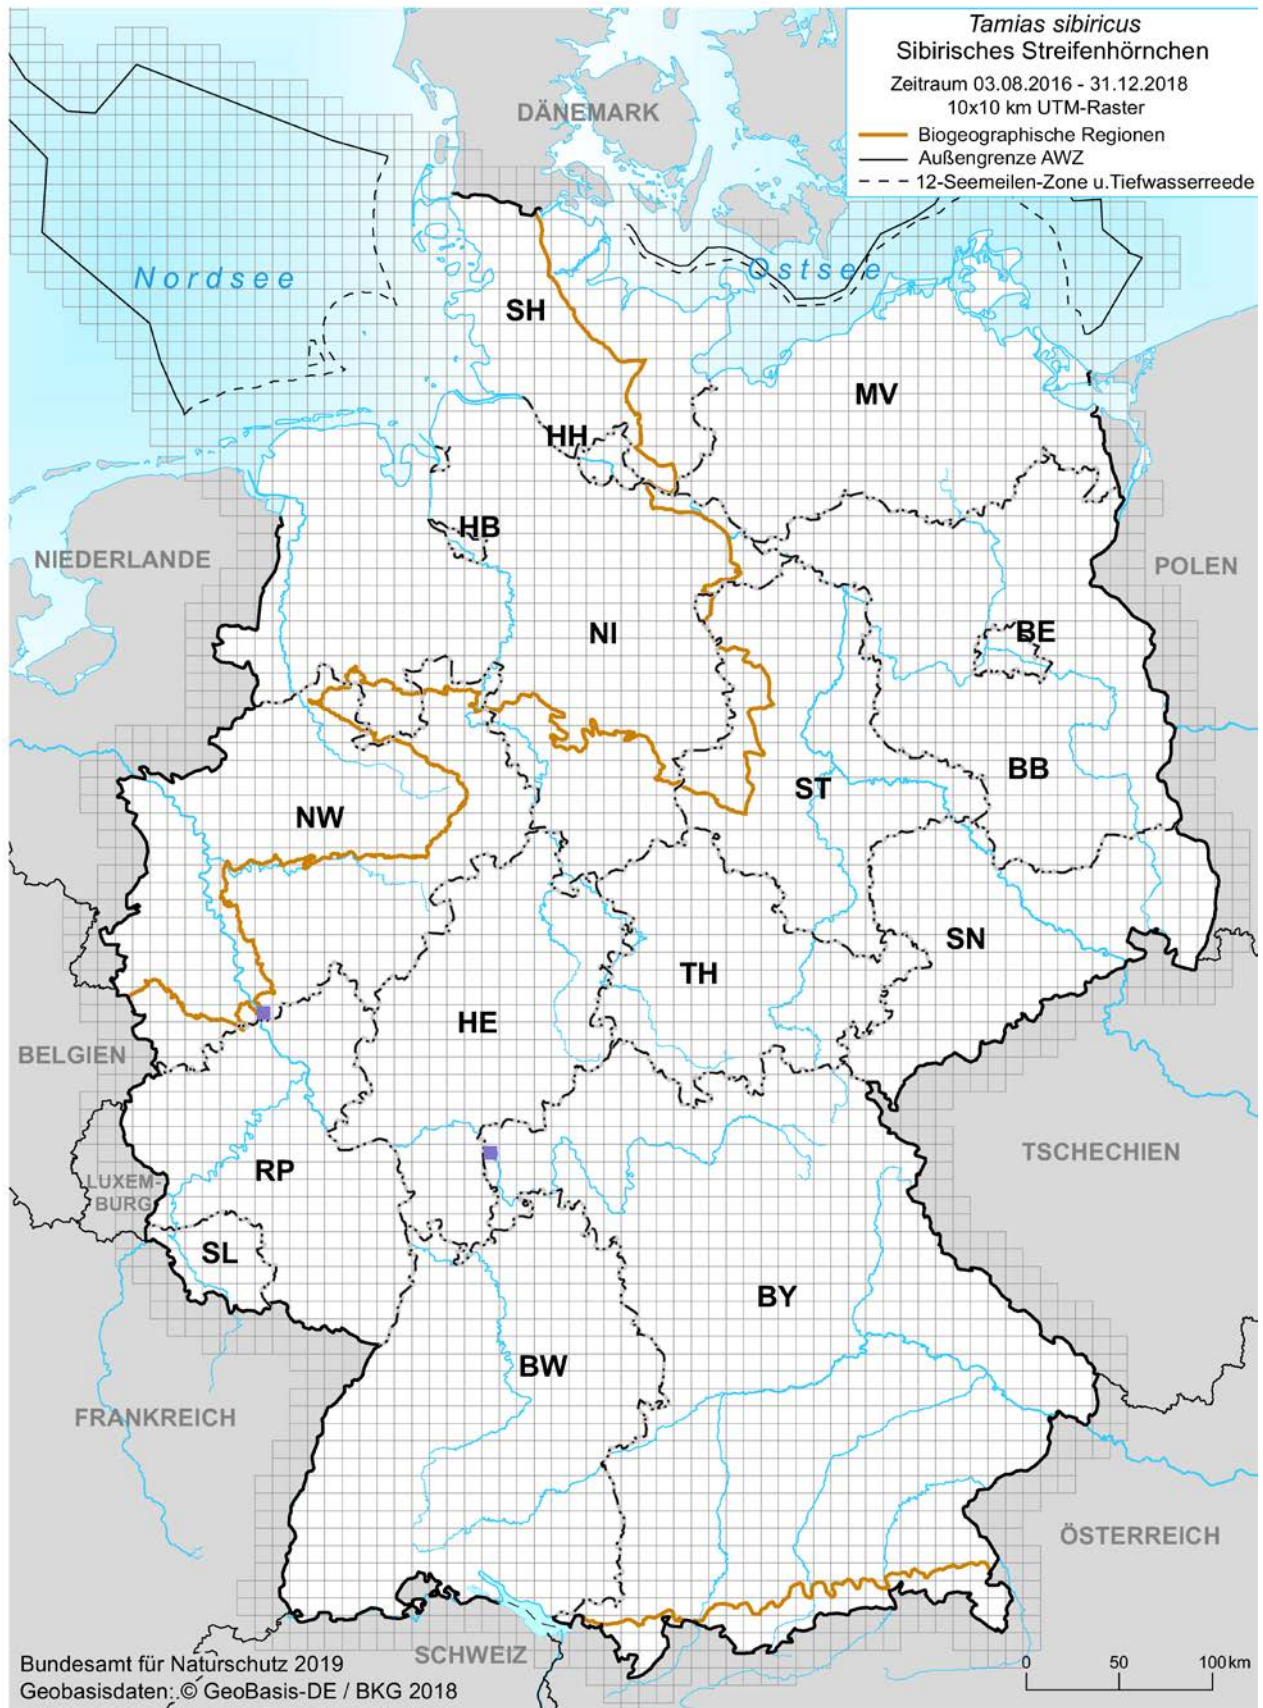 Tamias sibiricus
Sibirisches Streifenhörnchen
Zeitraum 03.08.2016 - 31.12.2018
10x10 km UTM-Raster
Biogeographische Regionen
Außengrenze AWZ
12-Seemeilen-Zone u.Tiefwasserreede
DÄNEMARK
Nordsee
Ostsee
SH
MV
HH
HB
NIEDERLANDE
POLEN
NI
BE
BB
ST
NW
SN
TH
HE
BELGIEN
TSCHECHIEN
RP
LUXEM-
BURG
SL
BY
BW
FRANKREICH
ÖSTERREICH
SCHWEIZ
Bundesamt für Naturschutz 2019
Geobasisdaten:.© GeoBasis-DE / BKG 2018
0 50 100km